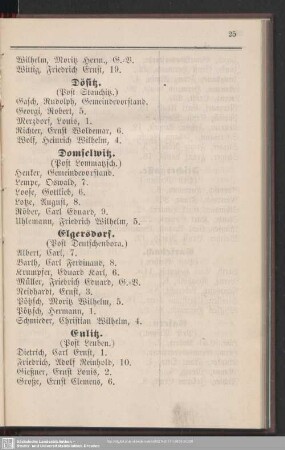 25
Wilhelm, Moritz Herm., G.-V.
Wittig, Friedrich Ernst, 19.
Dösitz.
(Post Stauchitz.)
Gasch, Rudolph, Gemeindevorstand.
Georgi, Robert, 5.
Merzdorf, Louis, 1.
Richter, Ernst Woldemar, 6.
Wolf, Heinrich Wilhelm, 4.
Domselwitz.
(Post Lommatzsch.)
Henker, Gemeindevorstand.
Lempe, Oswald, 7.
Loose, Gottlieb, 6.
Lotze, August, 8.
Röber, Carl Eduard, 9.
Uhlemann, Friedrich Wilhelm, 5.
Elgersdorf.
(Post Deutschenbora.)
Albert, Carl, 7.
Barth, Carl Ferdinand, 8.
Krumpfer, Eduard Karl, 6.
Müller, Friedrich Eduard, G.-V.
Neidhardt, Ernst, 3.
Pötzsch, Moritz Wilhelm, 5.
Pötzsch, Hermann, 1.
Schmieder, Christian Wilhelm, 4.
Eulitz.
(Post Leuben.)
Dietrich, Carl Ernst, 1.
Friedrich, Adolf Reinhold, 10.
Gießner, Ernst Louis, 2.
Große, Ernst Clemens, 6.